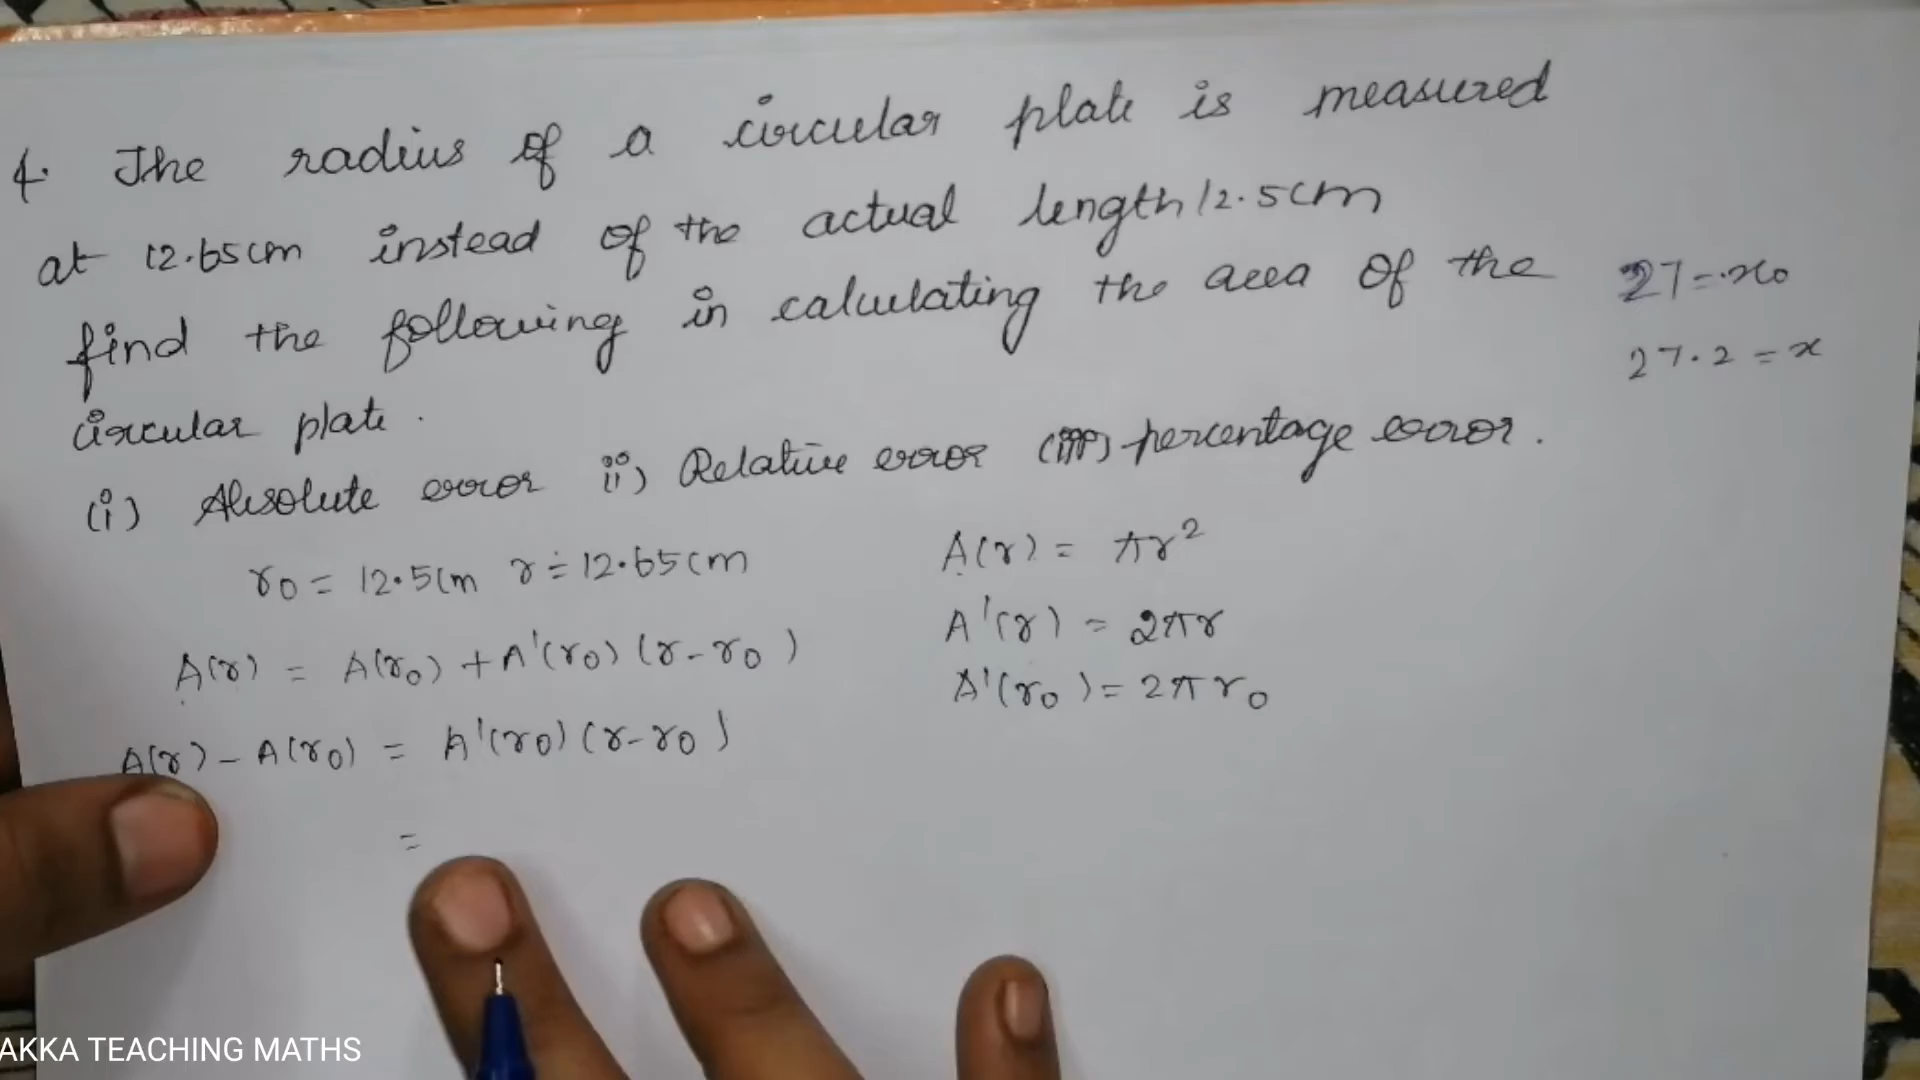 4. The radius of a circular plate is measured
at 12.65cm instead of the actual length 12.5cm
find the following in calculating the area of the
circular plate.
(i) Absolute error ii) Relative error (iii) percentage error.
27 = x₀
27.2 = x
r₀ = 12.5cm r = 12.65cm
A(r) = A(r₀) + A'(r₀) (r - r₀)
A(r) - A(r₀) = A'(r₀) (r - r₀)
=
A(r) = πr²
A'(r) = 2πr
A'(r₀) = 2πr₀
AKKA TEACHING MATHS